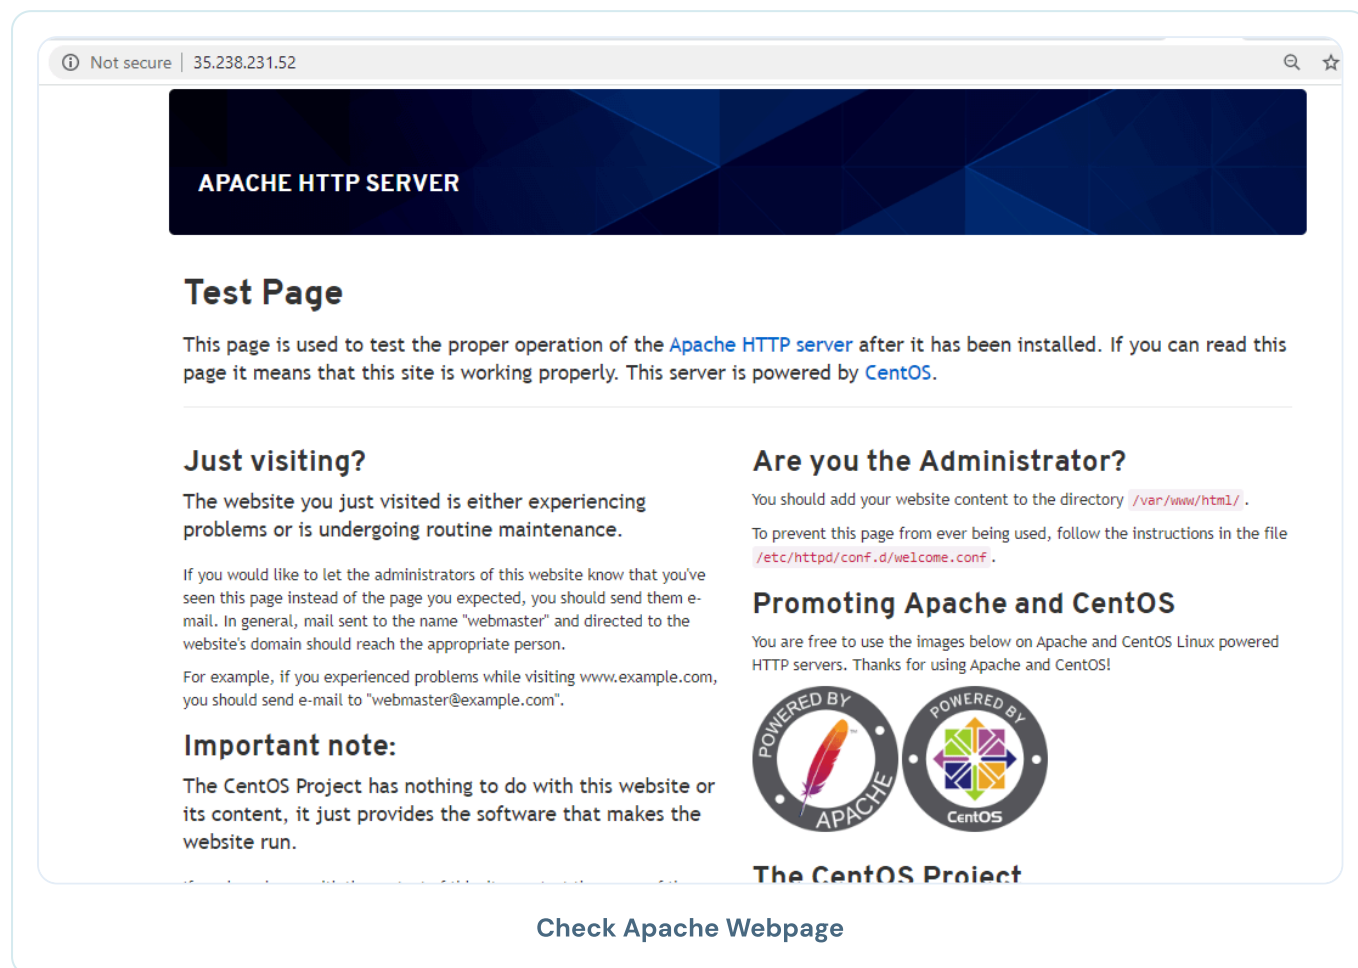 Not secure | 35.238.231.52
APACHE HTTP SERVER
Test Page
This page is used to test the proper operation of the Apache HTTP server after it has been installed. If you can read this
page it means that this site is working properly. This server is powered by CentOS.
Just visiting?
The website you just visited is either experiencing
problems or is undergoing routine maintenance.
If you would like to let the administrators of this website know that you've
seen this page instead of the page you expected, you should send them e-
mail. In general, mail sent to the name "webmaster" and directed to the
website's domain should reach the appropriate person.
For example, if you experienced problems while visiting www.example.com,
you should send e-mail to "webmaster@example.com".
Important note:
The CentOS Project has nothing to do with this website or
its content, it just provides the software that makes the
website run.
Are you the Administrator?
You should add your website content to the directory /var/www/html/.
To prevent this page from ever being used, follow the instructions in the file
/etc/httpd/conf.d/welcome.conf.
Promoting Apache and CentOS
You are free to use the images below on Apache and CentOS Linux powered
HTTP servers. Thanks for using Apache and CentOS!
POWERED BY
APACHE
POWERED BY
CentOS
The CentOS Project
Check Apache Webpage